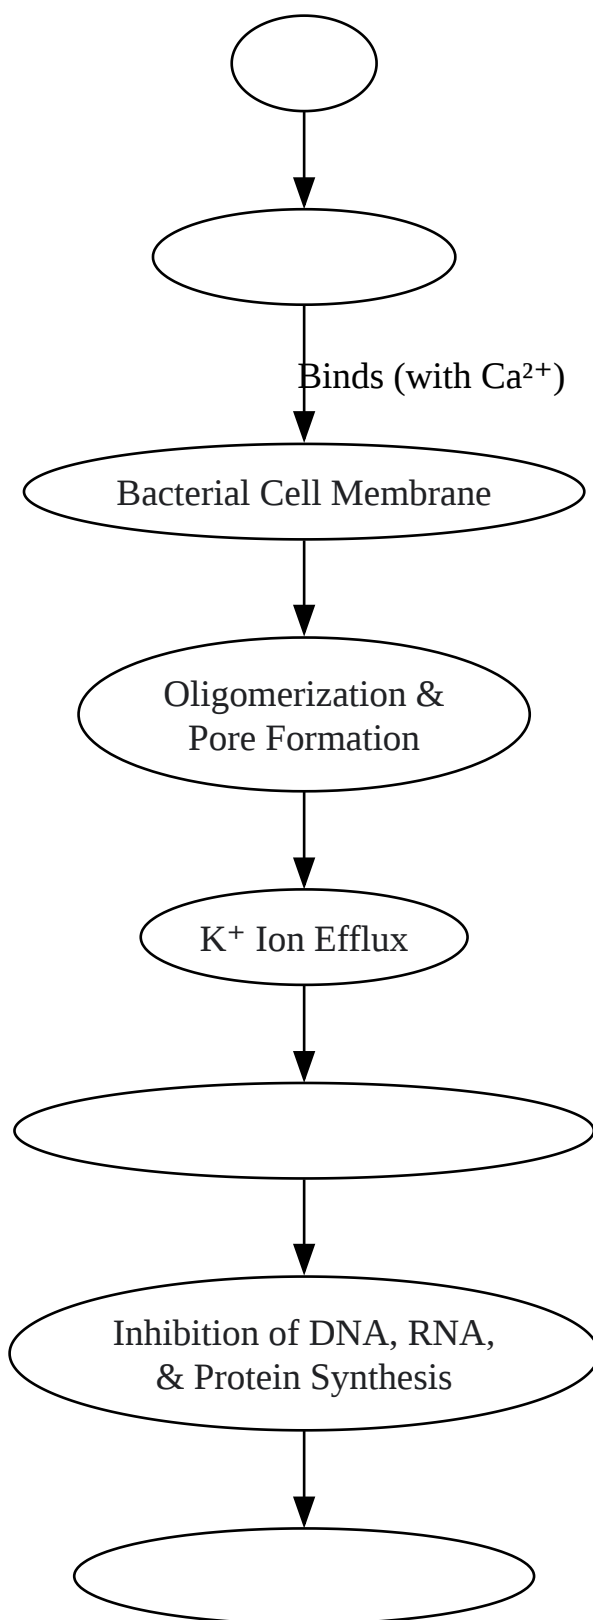 Binds (with Ca²⁺)
Bacterial Cell Membrane
Oligomerization &
Pore Formation
K⁺ Ion Efflux
Inhibition of DNA, RNA,
& Protein Synthesis